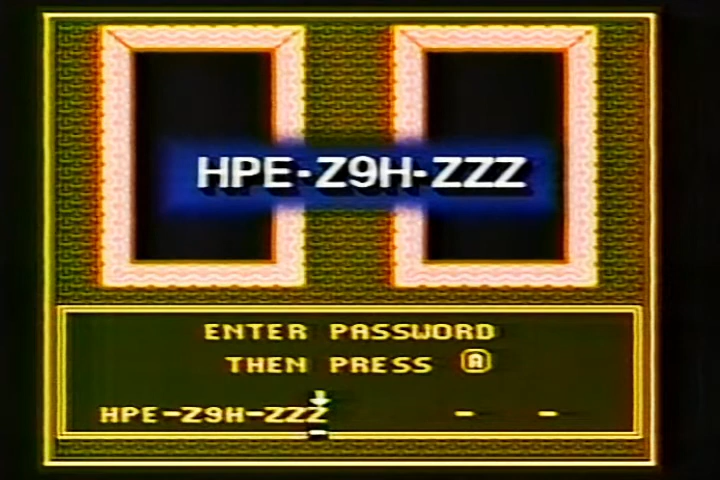 HPE-Z9H-ZZZ
ENTER PASSWORD
THEN PRESS A
HPE-Z9H-ZZZ - -